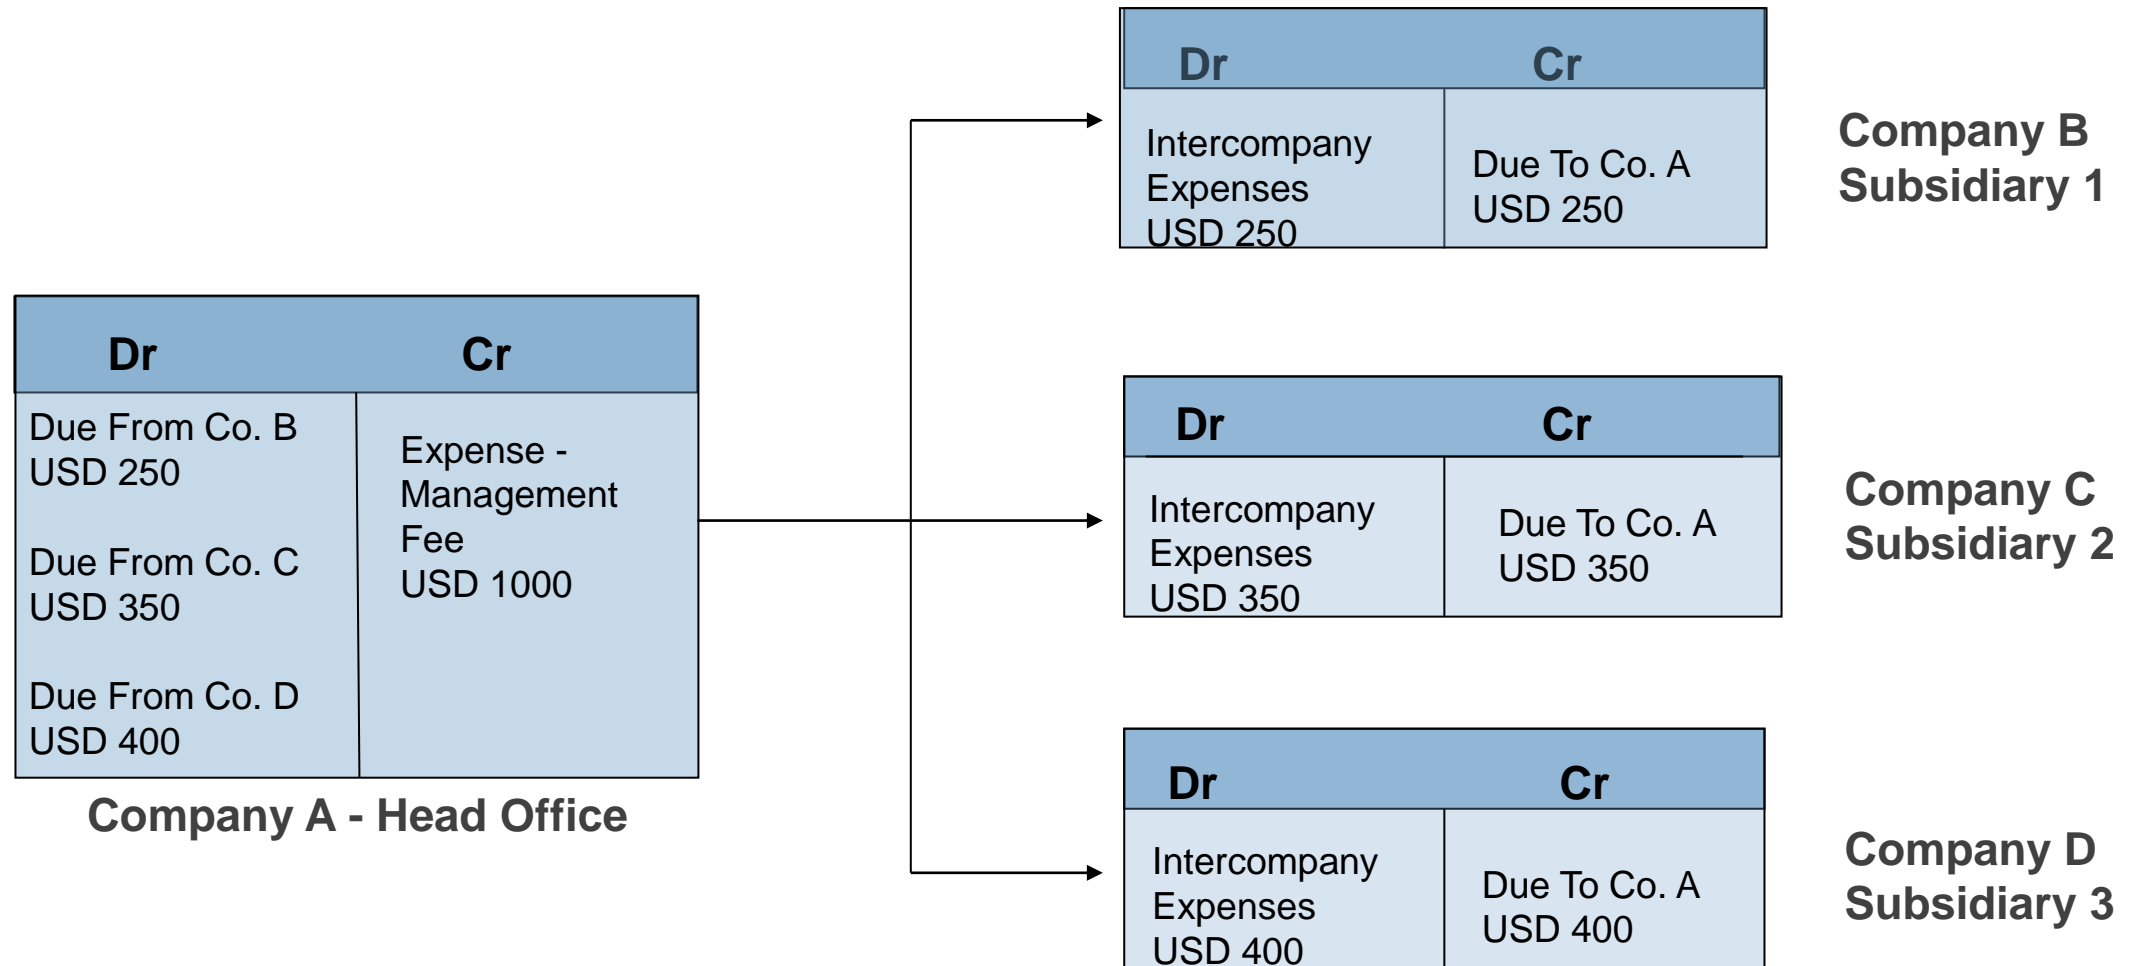 Dr Cr
Due From Co. B
USD 250
Due From Co. C
USD 350
Due From Co. D
USD 400
Expense -
Management
Fee
USD 1000
Company A - Head Office
Dr Cr
Intercompany
Expenses
USD 250
Due To Co. A
USD 250
Company B
Subsidiary 1
Dr Cr
Intercompany
Expenses
USD 350
Due To Co. A
USD 350
Company C
Subsidiary 2
Dr Cr
Intercompany
Expenses
USD 400
Due To Co. A
USD 400
Company D
Subsidiary 3